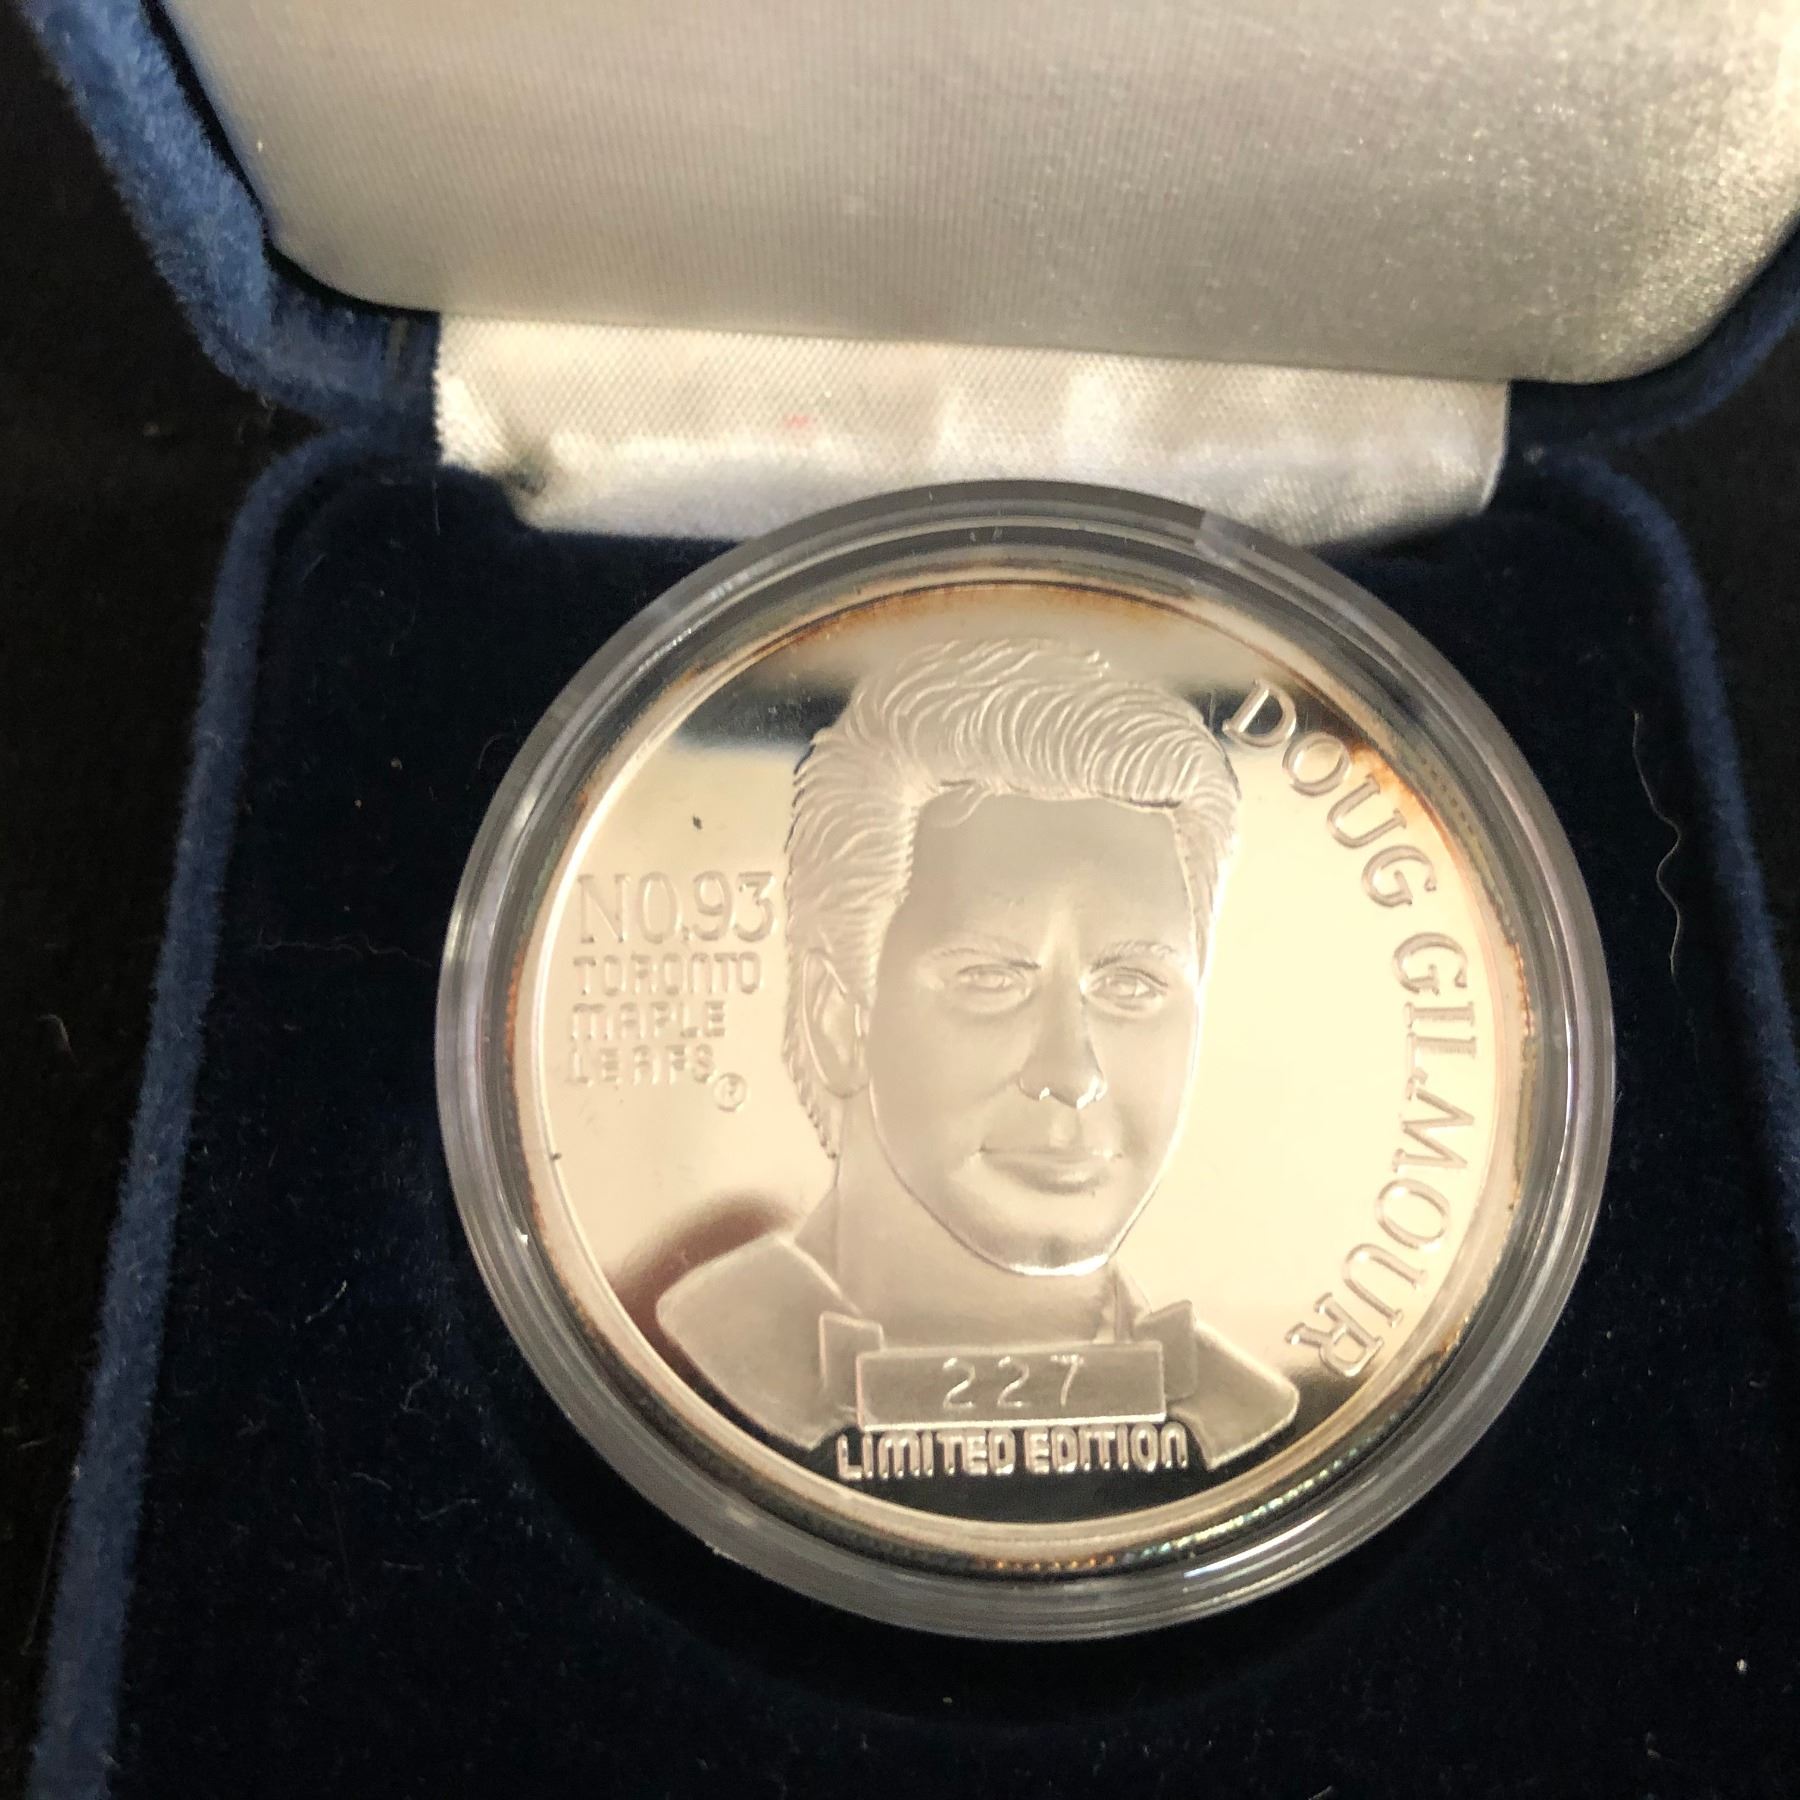 NO.93
TORONTO
MAPLE
LEAFS®
DOUG GILMOUR
227
LIMITED EDITION